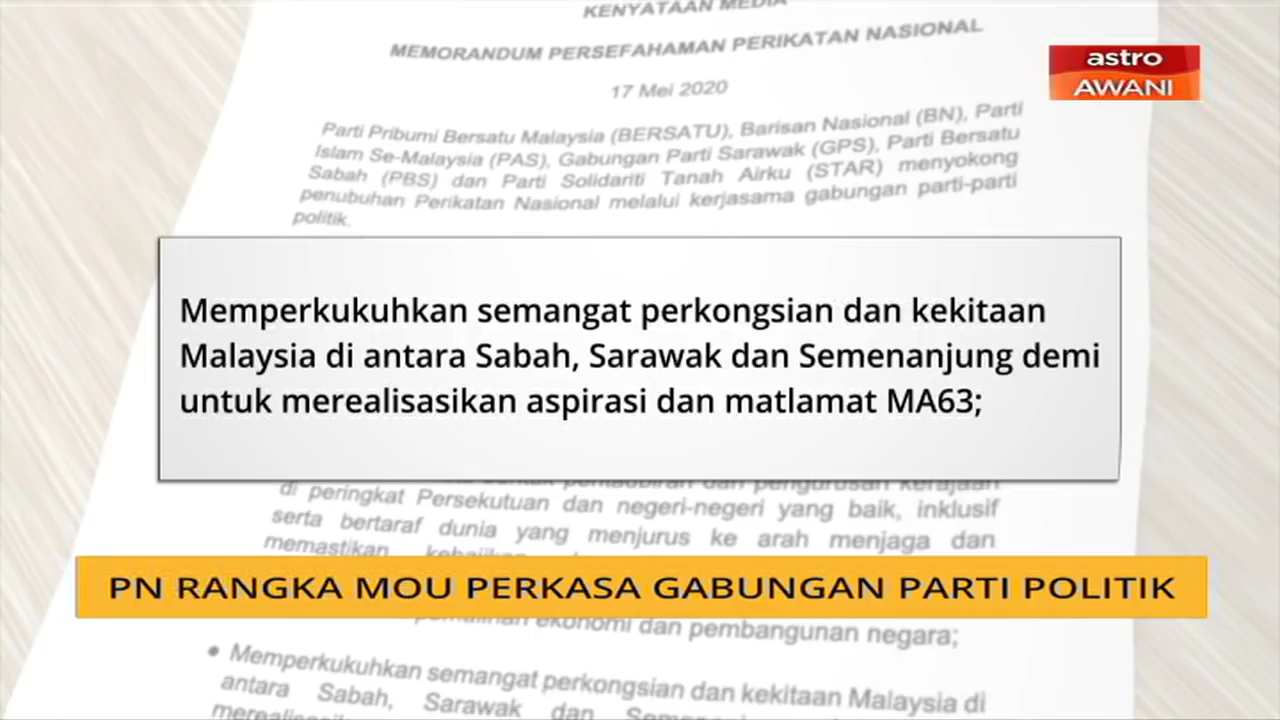 KENYATAAN MEDIA
MEMORANDUM PERSEFAHAMAN PERIKATAN NASIONAL
astro
AWANI
17 Mei 2020
Parti Pribumi Bersatu Malaysia (BERSATU), Barisan Nasional (BN), Parti
Islam Se-Malaysia (PAS), Gabungan Parti Sarawak (GPS), Parti Bersatu
Sabah (PBS) dan Parti Solidariti Tanah Airku (STAR) menyokong
penubuhan Perikatan Nasional melalui kerjasama gabungan parti-parti
politik.
Memperkukuhkan semangat perkongsian dan kekitaan
Malaysia di antara Sabah, Sarawak dan Semenanjung demi
untuk merealisasikan aspirasi dan matlamat MA63;
pentadbiran dan pengurusan kerajaan
di peringkat Persekutuan dan negeri-negeri yang baik, inklusif
serta bertaraf dunia yang menjurus ke arah menjaga dan
memastikan
PN RANGKA MOU PERKASA GABUNGAN PARTI POLITIK
ekonomi dan pembangunan negara;
• Memperkukuhkan semangat perkongsian dan kekitaan Malaysia di
antara Sabah, Sarawak dan